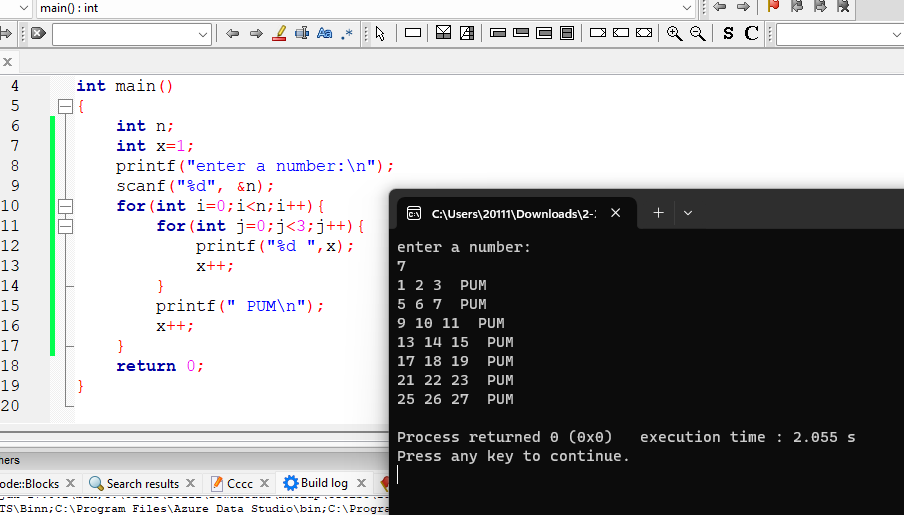 main() : int
S C
X
4 int main()
5 {
6 int n;
7 int x=1;
8 printf("enter a number:\n");
9 scanf("%d", &n);
10 for(int i=0;i<n;i++){
11 for(int j=0;j<3;j++){
12 printf("%d ",x);
13 x++;
14 }
15 printf(" PUM\n");
16 x++;
17 }
18 return 0;
19 }
20
C:\Users\20111\Downloads\2-
enter a number:
7
1 2 3  PUM
5 6 7  PUM
9 10 11  PUM
13 14 15  PUM
17 18 19  PUM
21 22 23  PUM
25 26 27  PUM
Process returned 0 (0x0)   execution time : 2.055 s
Press any key to continue.
ners
ode::Blocks X Search results X Cccc X Build log X
TS\Binn;C:\Program Files\Azure Data Studio\bin;C:\Progra